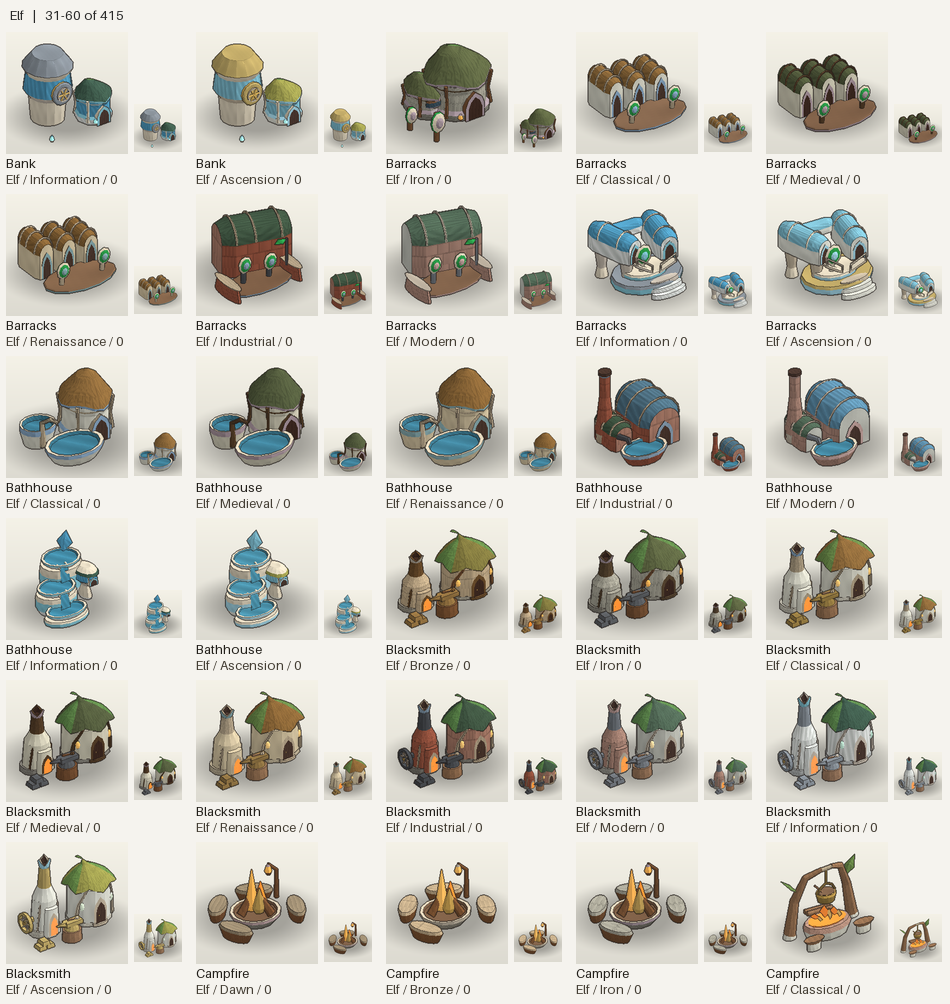 Elf | 31-60 of 415
Bank
Elf / Information / 0
Bank
Elf / Ascension / 0
Barracks
Elf / Iron / 0
Barracks
Elf / Classical / 0
Barracks
Elf / Medieval / 0
Barracks
Elf / Renaissance / 0
Barracks
Elf / Industrial / 0
Barracks
Elf / Modern / 0
Barracks
Elf / Information / 0
Barracks
Elf / Ascension / 0
Bathhouse
Elf / Classical / 0
Bathhouse
Elf / Medieval / 0
Bathhouse
Elf / Renaissance / 0
Bathhouse
Elf / Industrial / 0
Bathhouse
Elf / Modern / 0
Bathhouse
Elf / Information / 0
Bathhouse
Elf / Ascension / 0
Blacksmith
Elf / Bronze / 0
Blacksmith
Elf / Iron / 0
Blacksmith
Elf / Classical / 0
Blacksmith
Elf / Medieval / 0
Blacksmith
Elf / Renaissance / 0
Blacksmith
Elf / Industrial / 0
Blacksmith
Elf / Modern / 0
Blacksmith
Elf / Information / 0
Blacksmith
Elf / Ascension / 0
Campfire
Elf / Dawn / 0
Campfire
Elf / Bronze / 0
Campfire
Elf / Iron / 0
Campfire
Elf / Classical / 0